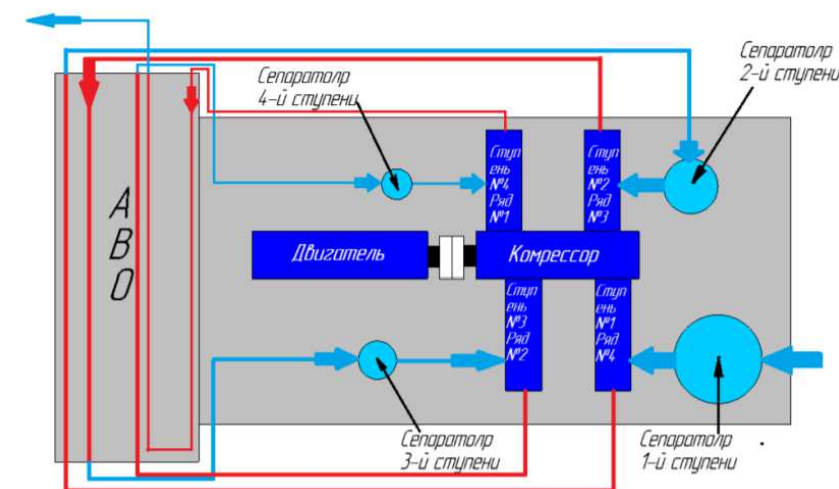 Сепаратолр
4-й ступени
Сепаратолр
2-й ступени
А
В
О
Ступ
ень
№4
Ряд
№1
Ступ
ень
№2
Ряд
№3
Двигатель
Комрессор
Ступ
ень
№3
Ряд
№2
Ступ
ень
№1
Ряд
№4
Сепаратолр
3-й ступени
Сепаратолр
1-й ступени